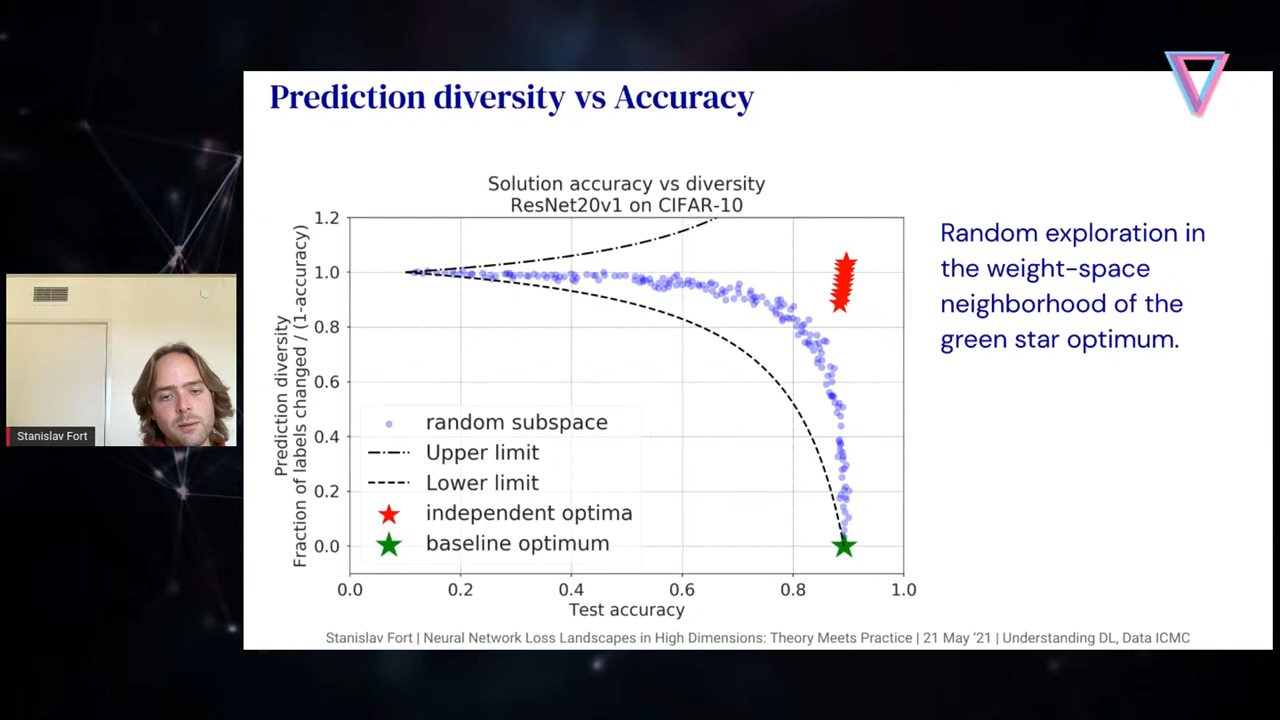 Prediction diversity vs Accuracy
Solution accuracy vs diversity
ResNet20v1 on CIFAR-10
Prediction diversity
Fraction of labels changed / (1-accuracy)
1.2
1.0
0.8
0.6
0.4
0.2
0.0
random subspace
Upper limit
Lower limit
independent optima
baseline optimum
0.0 0.2 0.4 0.6 0.8 1.0
Test accuracy
Random exploration in
the weight-space
neighborhood of the
green star optimum.
Stanislav Fort
Stanislav Fort | Neural Network Loss Landscapes in High Dimensions: Theory Meets Practice | 21 May '21 | Understanding DL, Data ICMC